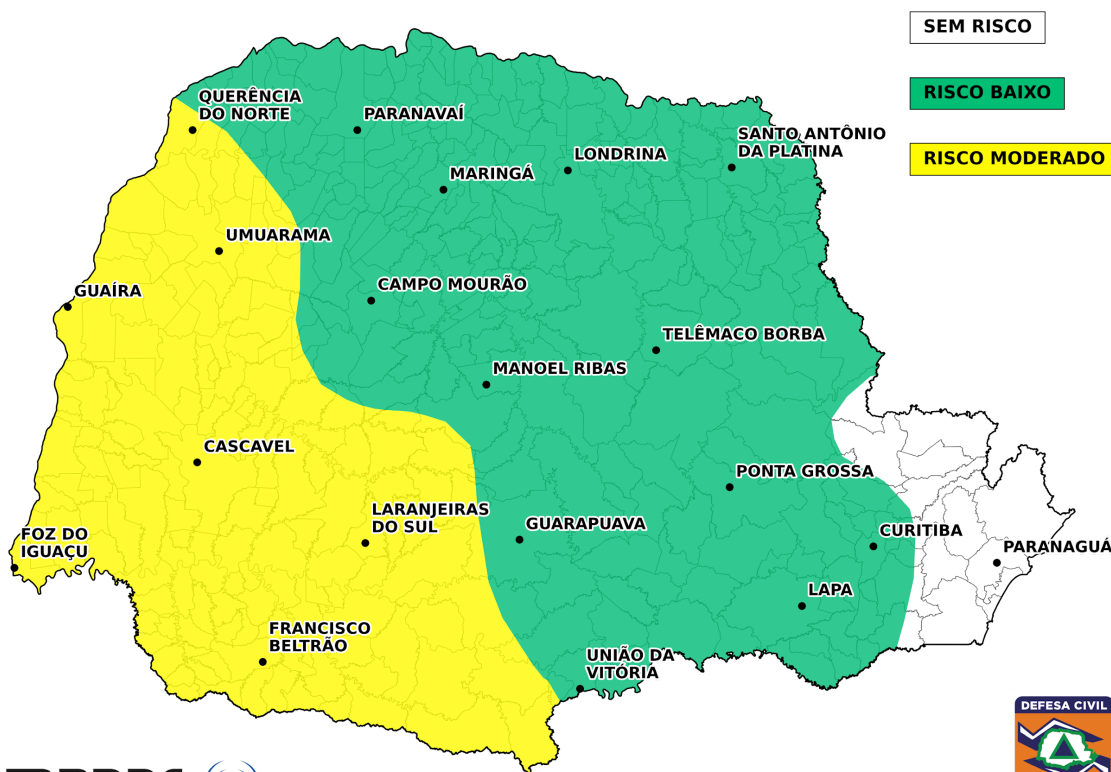 SEM RISCO
RISCO BAIXO
RISCO MODERADO
QUERÊNCIA
DO NORTE
PARANAVAÍ
SANTO ANTÔNIO
DA PLATINA
LONDRINA
MARINGÁ
UMUARAMA
CAMPO MOURÃO
GUAÍRA
TELÊMACO BORBA
MANOEL RIBAS
CASCAVEL
PONTA GROSSA
LARANJEIRAS
DO SUL
GUARAPUAVA
CURITIBA
FOZ DO
IGUAÇU
PARANAGUÁ
LAPA
FRANCISCO
BELTRÃO
UNIÃO DA
VITÓRIA
DEFESA CIVIL